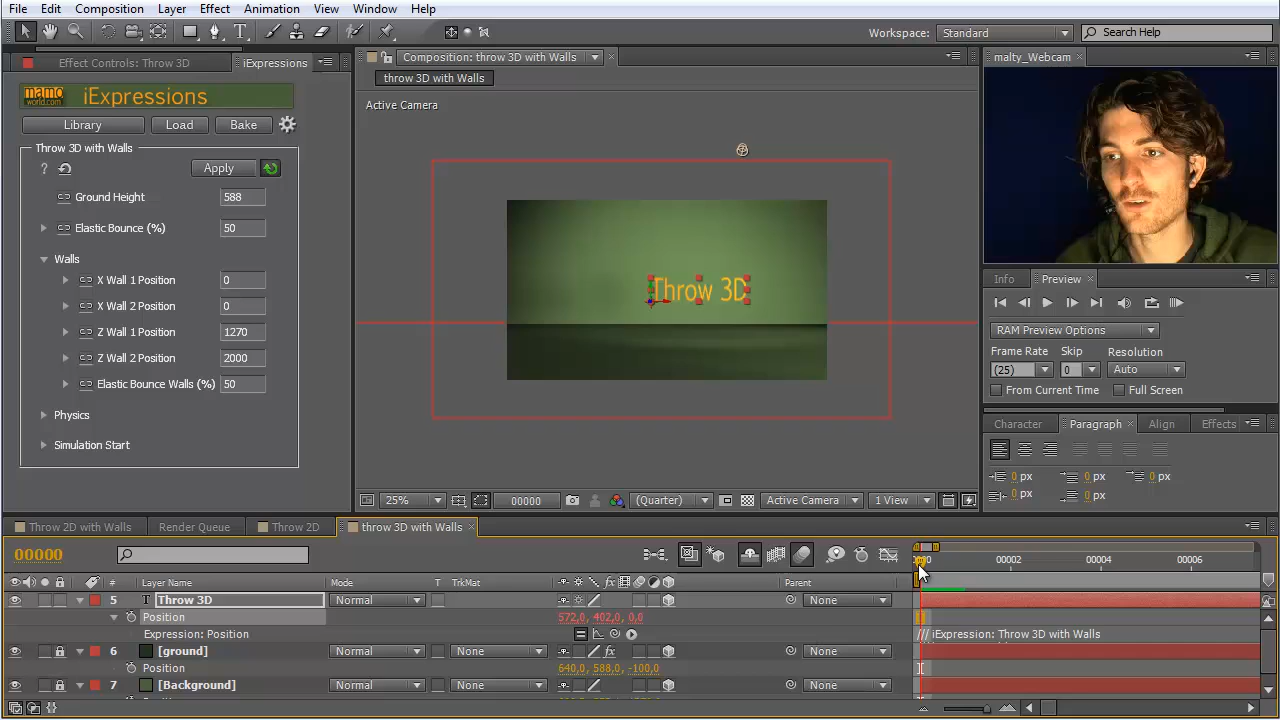 File Edit Composition Layer Effect Animation View Window Help
Workspace: Standard Search Help
Effect Controls: Throw 3D iExpressions
Composition: throw 3D with Walls
malty_Webcam
throw 3D with Walls
mamo world.com iExpressions
Active Camera
Library Load Bake
Throw 3D with Walls
? Apply
Ground Height 588
Elastic Bounce (%) 50
Walls
X Wall 1 Position 0
X Wall 2 Position 0
Z Wall 1 Position 1270
Z Wall 2 Position 2000
Elastic Bounce Walls (%) 50
Physics
Simulation Start
Throw 3D
Info Preview
RAM Preview Options
Frame Rate Skip Resolution
(25) 0 Auto
From Current Time Full Screen
Character Paragraph Align Effects
0 px 0 px 0 px
0 px 0 px
25% 00000 (Quarter) Active Camera 1 View
Throw 2D with Walls Render Queue Throw 2D throw 3D with Walls
00000
00002 00004 00006
# Layer Name Mode T TrkMat Parent
5 T Throw 3D Normal None
Position 572,0, 402,0, 0,0
Expression: Position /// iExpression: Throw 3D with Walls
6 [ground] Normal None None
Position 640,0, 588,0, -100,0
7 [Background] Normal None None